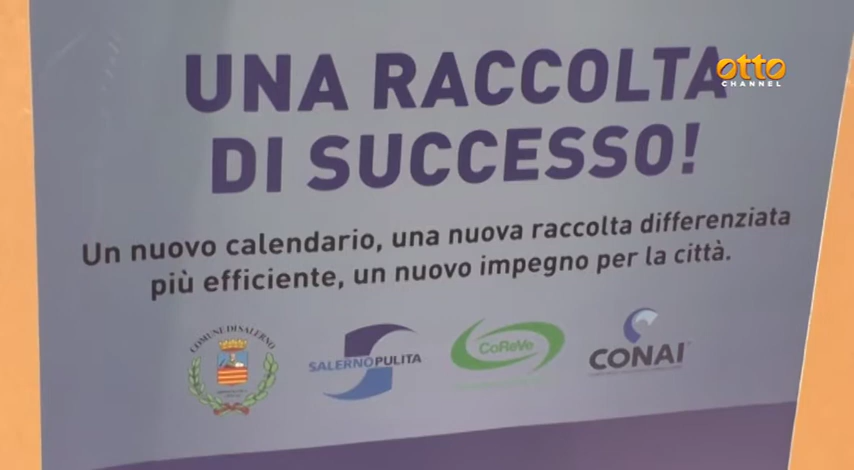 UNA RACCOLTA
DI SUCCESSO!
otto
CHANNEL
Un nuovo calendario, una nuova raccolta differenziata
più efficiente, un nuovo impegno per la città.
COMUNE DI SALERNO
SALERNOPULITA
CoReVe
CONAI